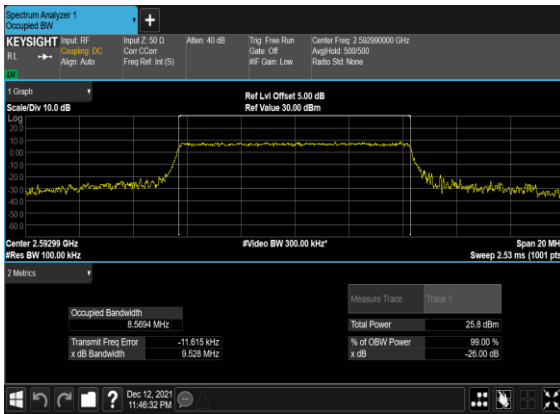 Spectrum Analyzer 1
Occupied BW
KEYSIGHT
RL
Input: RF
Coupling: DC
Align: Auto
Input Z: 50 Ω
Corr CCorr
Freq Ref: Int (S)
Atten: 40 dB
Trig: Free Run
Gate: Off
#IF Gain: Low
Center Freq: 2.592990000 GHz
Avg|Hold: 500/500
Radio Std: None
1 Graph
Scale/Div 10.0 dB
Ref Lvl Offset 5.00 dB
Ref Value 30.00 dBm
Log
20.0
10.0
0.00
-10.0
-20.0
-30.0
-40.0
-50.0
-60.0
Center 2.59299 GHz
#Res BW 100.00 kHz
#Video BW 300.00 kHz*
Span 20 MH
Sweep 2.53 ms (1001 pts
2 Metrics
Measure Trace
Trace 1
Occupied Bandwidth
8.5694 MHz
Total Power
25.8 dBm
Transmit Freq Error
-11.615 kHz
% of OBW Power
99.00 %
x dB Bandwidth
9.528 MHz
x dB
-26.00 dB
?
Dec 12, 2021
11:46:32 PM